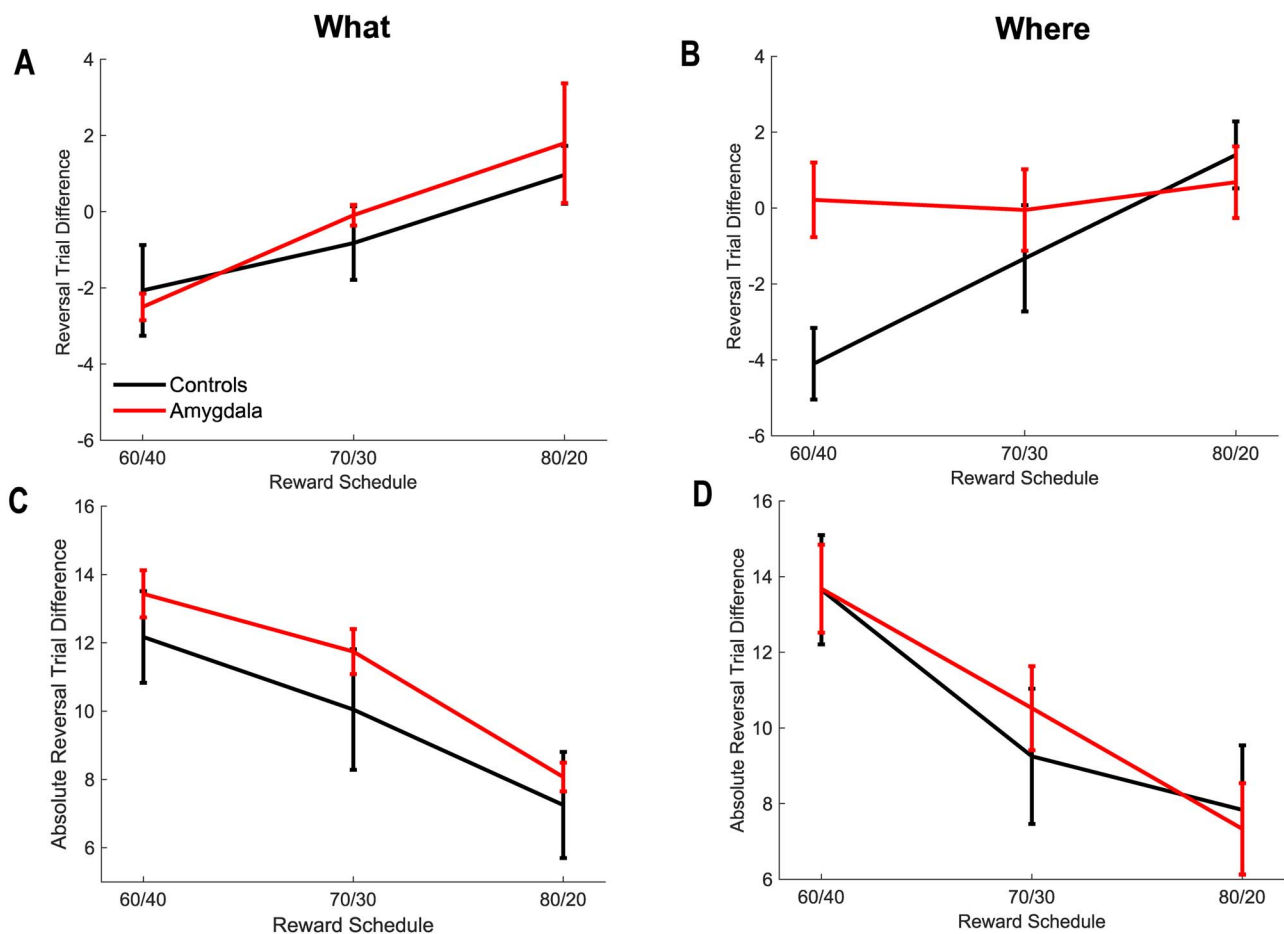 What
Where
A
4
2
0
-2
-4
-6
Reversal Trial Difference
Controls
Amygdala
60/40
70/30
80/20
Reward Schedule
B
4
2
0
-2
-4
-6
Reversal Trial Difference
60/40
70/30
80/20
Reward Schedule
C
16
14
12
10
8
6
Absolute Reversal Trial Difference
60/40
70/30
80/20
Reward Schedule
D
16
14
12
10
8
6
Absolute Reversal Trial Difference
60/40
70/30
80/20
Reward Schedule